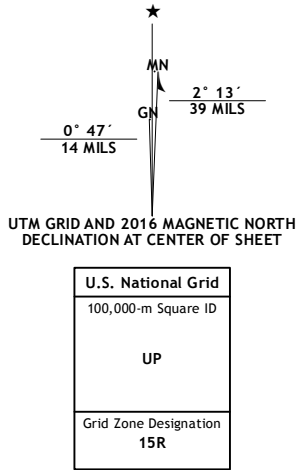 ★
MN
GN
2° 13´
39 MILS
0° 47´
14 MILS
UTM GRID AND 2016 MAGNETIC NORTH
DECLINATION AT CENTER OF SHEET
U.S. National Grid
100,000-m Square ID
UP
Grid Zone Designation
15R